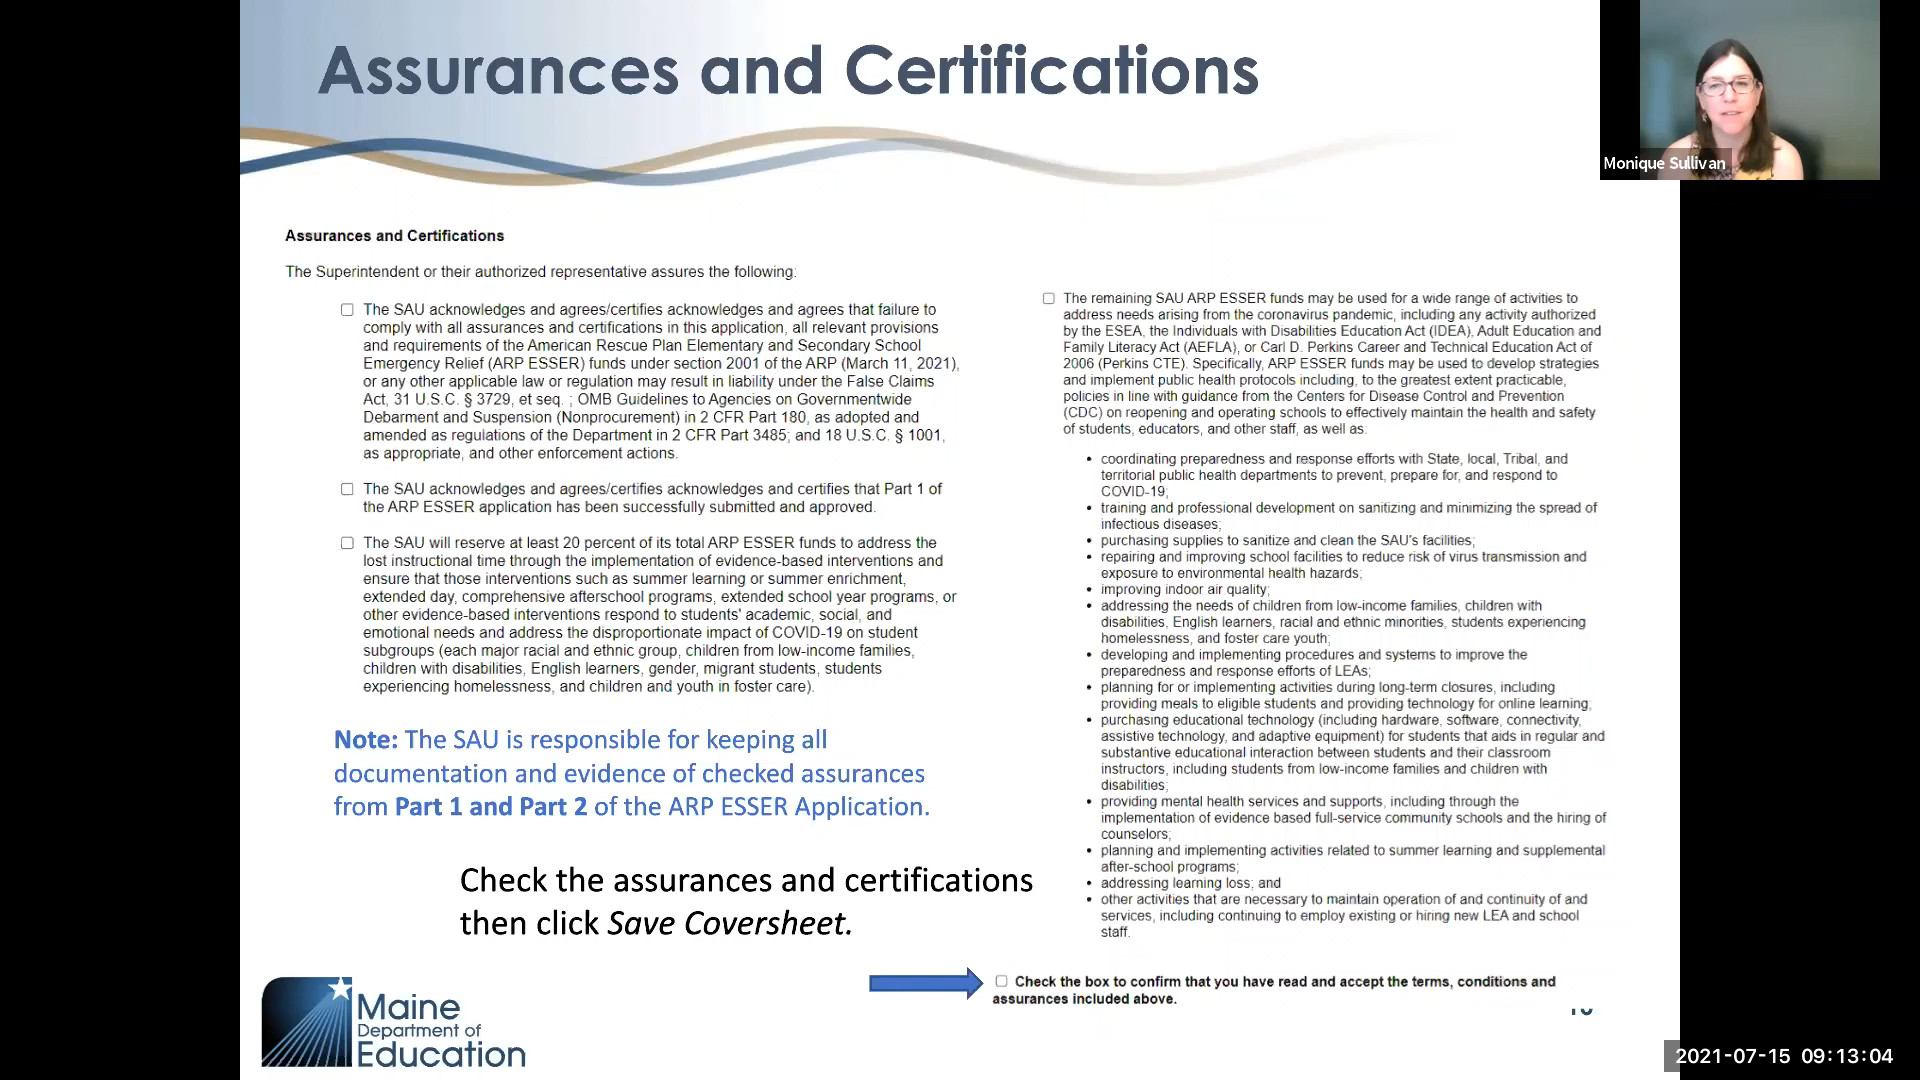 Assurances and Certifications
Monique Sullivan
Assurances and Certifications
The Superintendent or their authorized representative assures the following:
The SAU acknowledges and agrees/certifies acknowledges and agrees that failure to
comply with all assurances and certifications in this application, all relevant provisions
and requirements of the American Rescue Plan Elementary and Secondary School
Emergency Relief (ARP ESSER) funds under section 2001 of the ARP (March 11, 2021),
or any other applicable law or regulation may result in liability under the False Claims
Act, 31 U.S.C. § 3729, et seq. ; OMB Guidelines to Agencies on Governmentwide
Debarment and Suspension (Nonprocurement) in 2 CFR Part 180, as adopted and
amended as regulations of the Department in 2 CFR Part 3485; and 18 U.S.C. § 1001,
as appropriate, and other enforcement actions.
The SAU acknowledges and agrees/certifies acknowledges and certifies that Part 1 of
the ARP ESSER application has been successfully submitted and approved.
The SAU will reserve at least 20 percent of its total ARP ESSER funds to address the
lost instructional time through the implementation of evidence-based interventions and
ensure that those interventions such as summer learning or summer enrichment,
extended day, comprehensive afterschool programs, extended school year programs, or
other evidence-based interventions respond to students' academic, social, and
emotional needs and address the disproportionate impact of COVID-19 on student
subgroups (each major racial and ethnic group, children from low-income families,
children with disabilities, English learners, gender, migrant students, students
experiencing homelessness, and children and youth in foster care).
Note: The SAU is responsible for keeping all
documentation and evidence of checked assurances
from Part 1 and Part 2 of the ARP ESSER Application.
Check the assurances and certifications
then click Save Coversheet.
The remaining SAU ARP ESSER funds may be used for a wide range of activities to
address needs arising from the coronavirus pandemic, including any activity authorized
by the ESEA, the Individuals with Disabilities Education Act (IDEA), Adult Education and
Family Literacy Act (AEFLA), or Carl D. Perkins Career and Technical Education Act of
2006 (Perkins CTE). Specifically, ARP ESSER funds may be used to develop strategies
and implement public health protocols including, to the greatest extent practicable,
policies in line with guidance from the Centers for Disease Control and Prevention
(CDC) on reopening and operating schools to effectively maintain the health and safety
of students, educators, and other staff, as well as:
• coordinating preparedness and response efforts with State, local, Tribal, and
territorial public health departments to prevent, prepare for, and respond to
COVID-19;
• training and professional development on sanitizing and minimizing the spread of
infectious diseases;
• purchasing supplies to sanitize and clean the SAU's facilities;
• repairing and improving school facilities to reduce risk of virus transmission and
exposure to environmental health hazards;
• improving indoor air quality;
• addressing the needs of children from low-income families, children with
disabilities, English learners, racial and ethnic minorities, students experiencing
homelessness, and foster care youth;
• developing and implementing procedures and systems to improve the
preparedness and response efforts of LEAs;
• planning for or implementing activities during long-term closures, including
providing meals to eligible students and providing technology for online learning;
• purchasing educational technology (including hardware, software, connectivity,
assistive technology, and adaptive equipment) for students that aids in regular and
substantive educational interaction between students and their classroom
instructors, including students from low-income families and children with
disabilities;
• providing mental health services and supports, including through the
implementation of evidence based full-service community schools and the hiring of
counselors;
• planning and implementing activities related to summer learning and supplemental
after-school programs;
• addressing learning loss; and
• other activities that are necessary to maintain operation of and continuity of and
services, including continuing to employ existing or hiring new LEA and school
staff.
Check the box to confirm that you have read and accept the terms, conditions and
assurances included above.
Maine
Department of
Education
2021-07-15 09:13:04